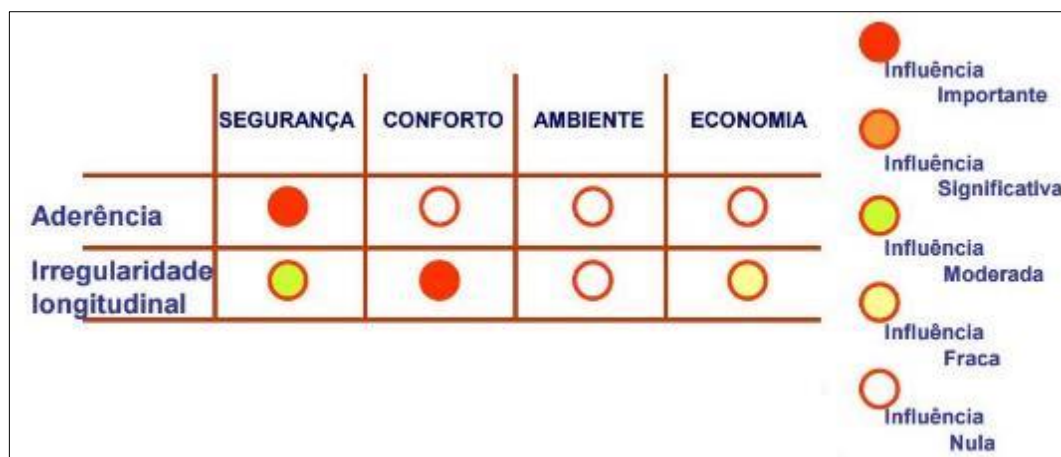 SEGURANÇA CONFORTO AMBIENTE ECONOMIA
Aderência
Irregularidade
longitudinal
Influência
Importante
Influência
Significativa
Influência
Moderada
Influência
Fraca
Influência
Nula